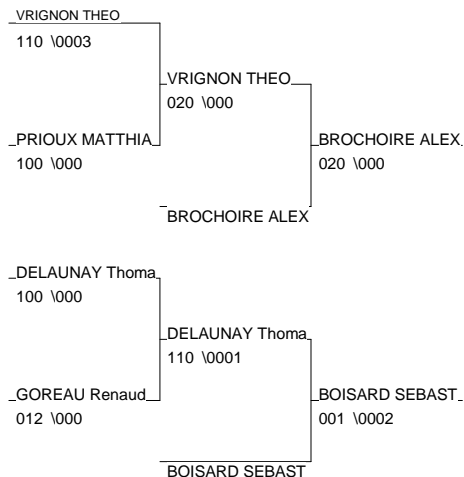 VRIGNON THEO
110 \0003
VRIGNON THEO
020 \000
PRIOUX MATTHIA
100 \000
BROCHOIRE ALEX
020 \000
BROCHOIRE ALEX
DELAUNAY Thoma
100 \000
DELAUNAY Thoma
110 \0001
GOREAU Renaud
012 \000
BOISARD SEBAST
001 \0002
BOISARD SEBAST